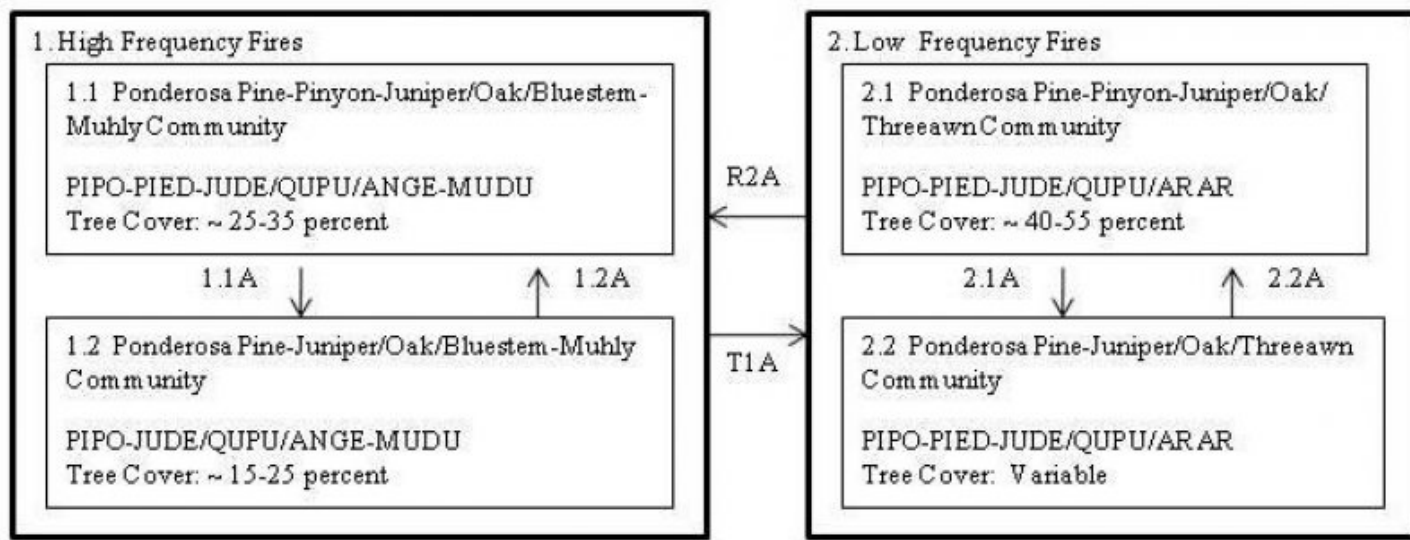 1. High Frequency Fires
1.1 Ponderosa Pine-Pinyon-Juniper/Oak/Bluestem-
Muhly Community
PIPO-PIED-JUDE/QUPU/ANGE-MUDU
Tree Cover: ~ 25-35 percent
1.1A
1.2A
1.2 Ponderosa Pine-Juniper/Oak/Bluestem-Muhly
Community
PIPO-JUDE/QUPU/ANGE-MUDU
Tree Cover: ~ 15-25 percent
R2A
T1A
2. Low Frequency Fires
2.1 Ponderosa Pine-Pinyon-Juniper/Oak/
Threeawn Community
PIPO-PIED-JUDE/QUPU/ARAR
Tree Cover: ~ 40-55 percent
2.1A
2.2A
2.2 Ponderosa Pine-Juniper/Oak/Threeawn
Community
PIPO-PIED-JUDE/QUPU/ARAR
Tree Cover: Variable